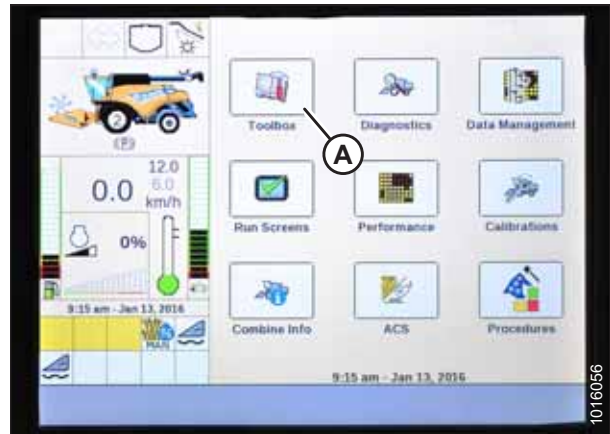 2
(P)
12.0
6.0
0.0
km/h
0%
9:15 am - Jan 13, 2016
MAN
Toolbox
Diagnostics
Data Management
A
Run Screens
Performance
Calibrations
Combine Info
ACS
Procedures
9:15 am - Jan 13, 2016
1016056